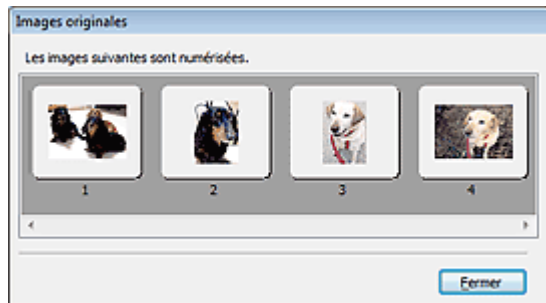 Images originales
Les images suivantes sont numérisées.
1 2 3 4
Fermer